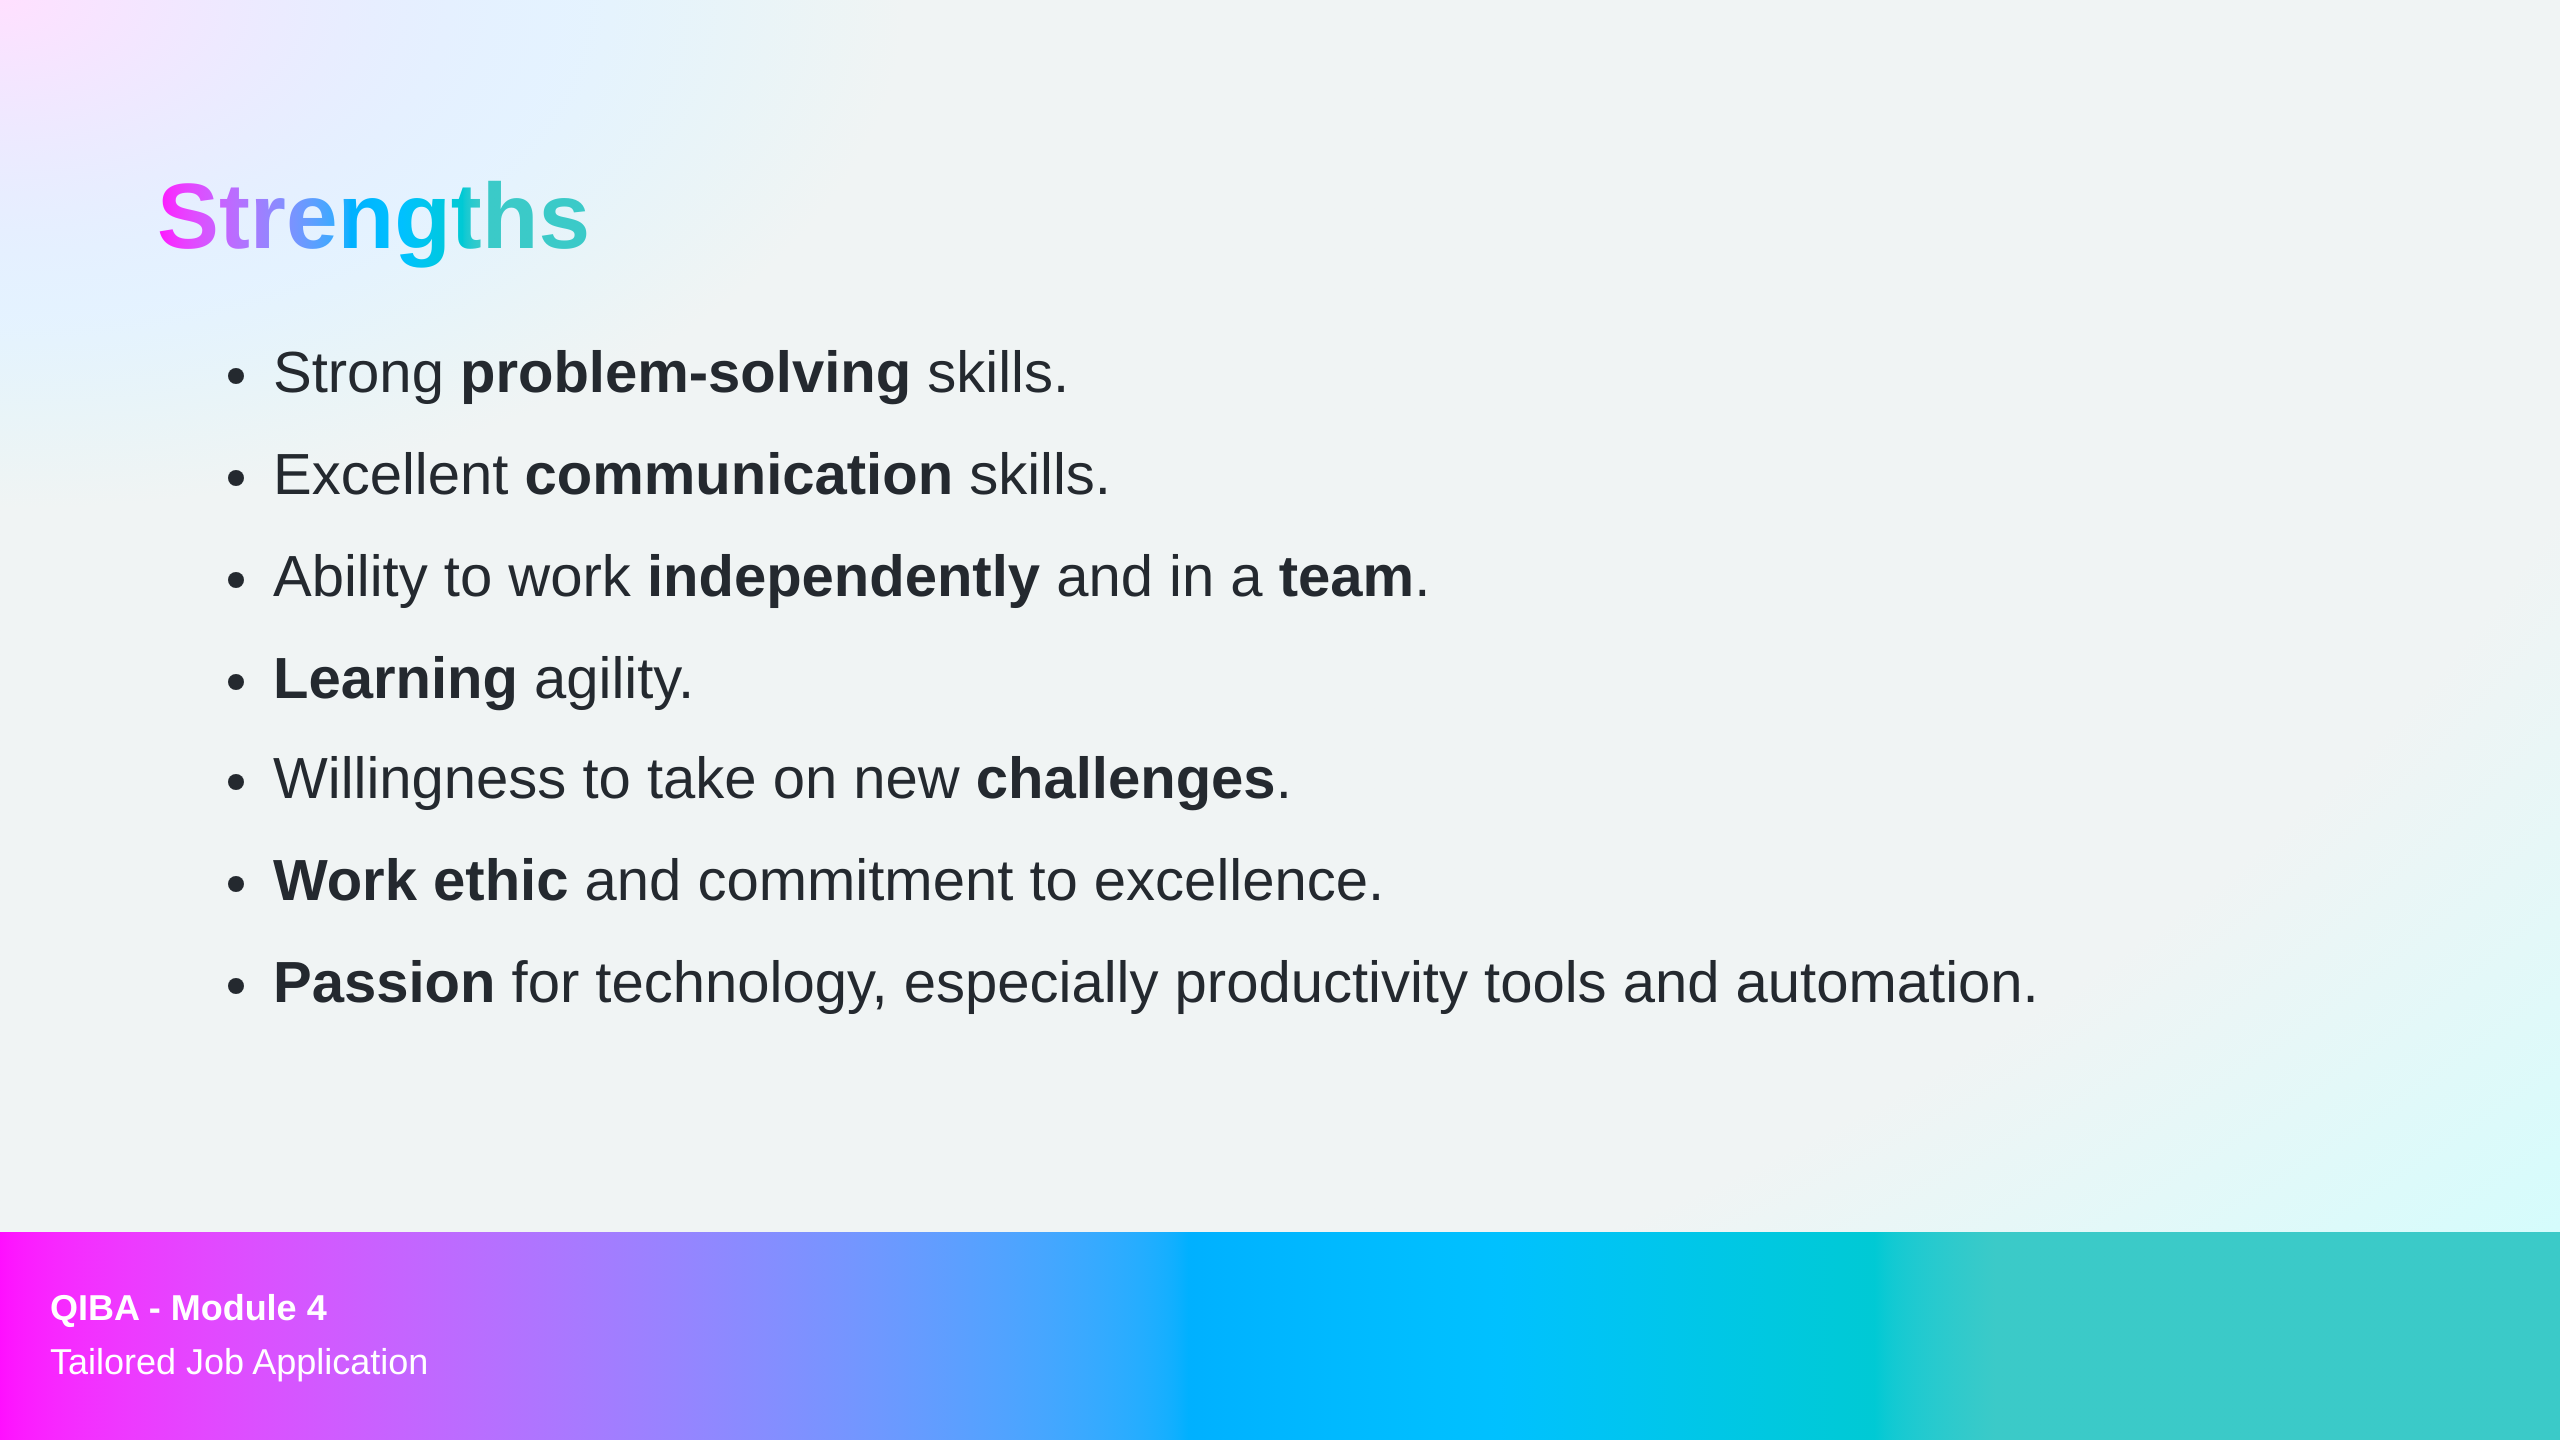 Strengths
• Strong problem-solving skills.
• Excellent communication skills.
• Ability to work independently and in a team.
• Learning agility.
• Willingness to take on new challenges.
• Work ethic and commitment to excellence.
• Passion for technology, especially productivity tools and automation.
QIBA - Module 4
Tailored Job Application